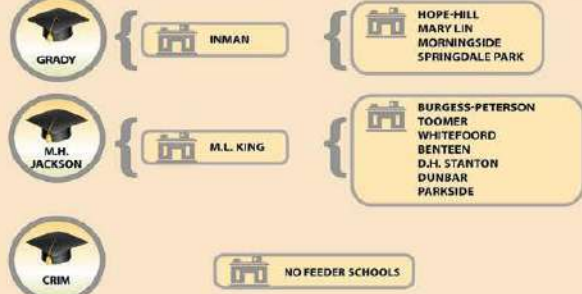 GRADY
INMAN
HOPE-HILL
MARY LIN
MORNINGSIDE
SPRINGDALE PARK
M.H.
JACKSON
M.L. KING
BURGESS-PETERSON
TOOMER
WHITEFOORD
BENTEEN
D.H. STANTON
DUNBAR
PARKSIDE
CRIM
NO FEEDER SCHOOLS